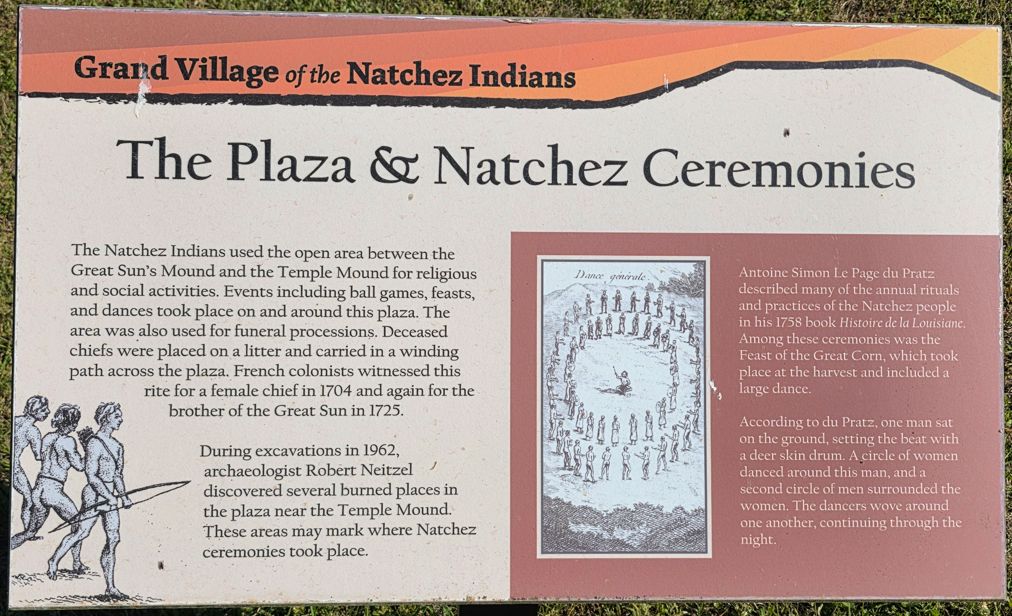 Grand Village of the Natchez Indians
The Plaza & Natchez Ceremonies
The Natchez Indians used the open area between the
Great Sun's Mound and the Temple Mound for religious
and social activities. Events including ball games, feasts,
and dances took place on and around this plaza. The
area was also used for funeral processions. Deceased
chiefs were placed on a litter and carried in a winding
path across the plaza. French colonists witnessed this
rite for a female chief in 1704 and again for the
brother of the Great Sun in 1725.
During excavations in 1962,
archaeologist Robert Neitzel
discovered several burned places in
the plaza near the Temple Mound.
These areas may mark where Natchez
ceremonies took place.
Dance générale.
Antoine Simon Le Page du Pratz
described many of the annual rituals
and practices of the Natchez people
in his 1758 book Histoire de la Louisiane.
Among these ceremonies was the
Feast of the Great Corn, which took
place at the harvest and included a
large dance.
According to du Pratz, one man sat
on the ground, setting the beat with
a deer skin drum. A circle of women
danced around this man, and a
second circle of men surrounded the
women. The dancers wove around
one another, continuing through the
night.